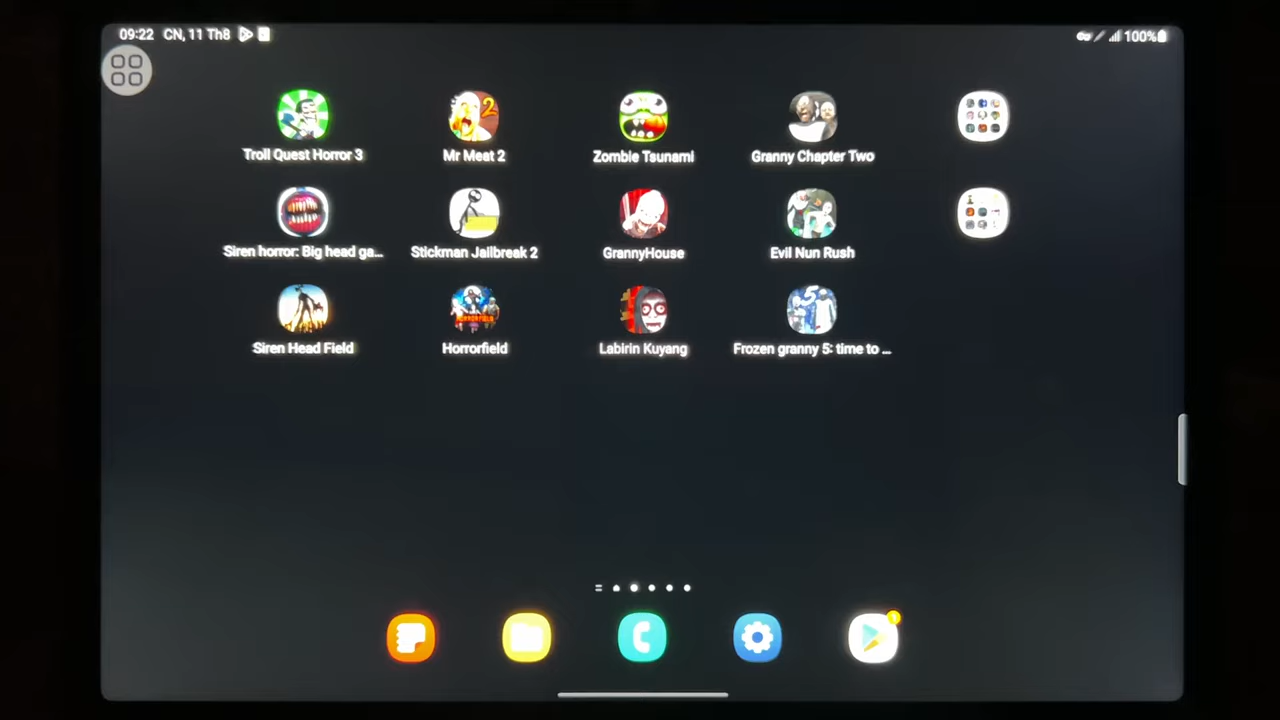 09:22 CN, 11 Th8
100%
Troll Quest Horror 3
Mr Meat 2
Zombie Tsunami
Granny Chapter Two
Siren horror: Big head ga...
Stickman Jailbreak 2
GrannyHouse
Evil Nun Rush
Siren Head Field
Horrorfield
Labirin Kuyang
Frozen granny 5: time to ...